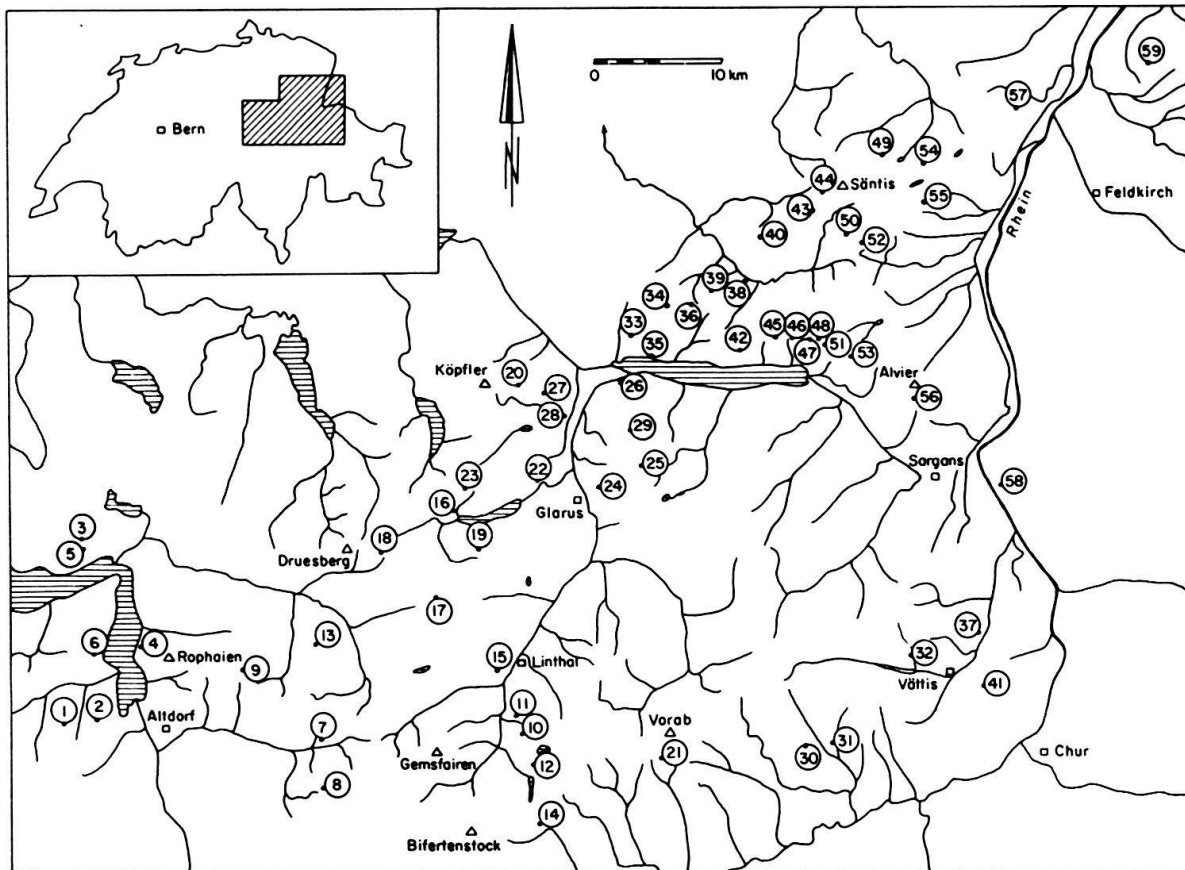 Bern
N
0 10 km
59
57
49
54
44
Säntis
Feldkirch
Rhein
43
55
50
40
52
39
34
38
36
33
45 46 48
42
35
51
47
53
Köpfler
20
27
26
Alvier
56
28
29
22
25
Sargans
23
24
58
16
Glarus
3
5
18
19
Druesberg
17
37
6
4
13
Rophaien
9
15
Linthal
32
Vättis
41
1
2
Altdorf
11
10
7
Vorab
31
Gemsfairen
21
30
Chur
12
8
14
Bifertenstock